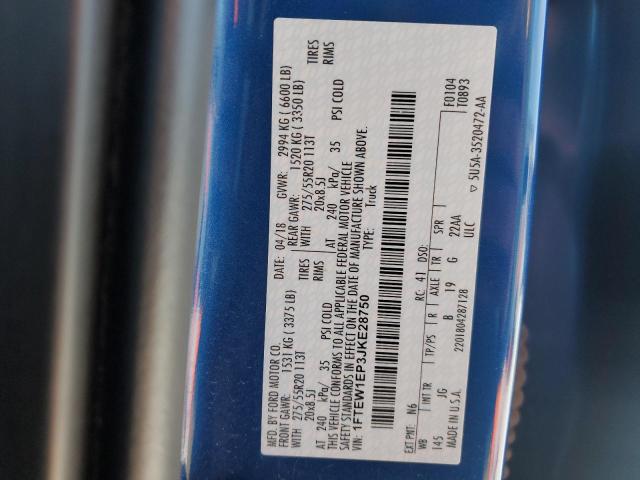 MFD. BY FORD MOTOR CO.
DATE: 04/18 GVWR: 2994 KG ( 6600 LB)
FRONT GAWR: 1531 KG ( 3375 LB) REAR GAWR: 1520 KG ( 3350 LB)
WITH 275/55R20 113T TIRES WITH 275/55R20 113T TIRES
20x8.5J RIMS 20x8.5J RIMS
AT 240 kPa/ 35 PSI COLD AT 240 kPa/ 35 PSI COLD
THIS VEHICLE CONFORMS TO ALL APPLICABLE FEDERAL MOTOR VEHICLE
SAFETY STANDARDS IN EFFECT ON THE DATE OF MANUFACTURE SHOWN ABOVE.
VIN: 1FTEW1EP3JKE28750 TYPE: Truck
EXT PNT: N6 RC: 41 DSO: F0104
T0893
WB INT TR TP/PS R AXLE TR SPR
145 JG B 19 G 22AA
ULC
MADE IN U.S.A. 2201804287128 ▽ 5U5A-3520472-AA